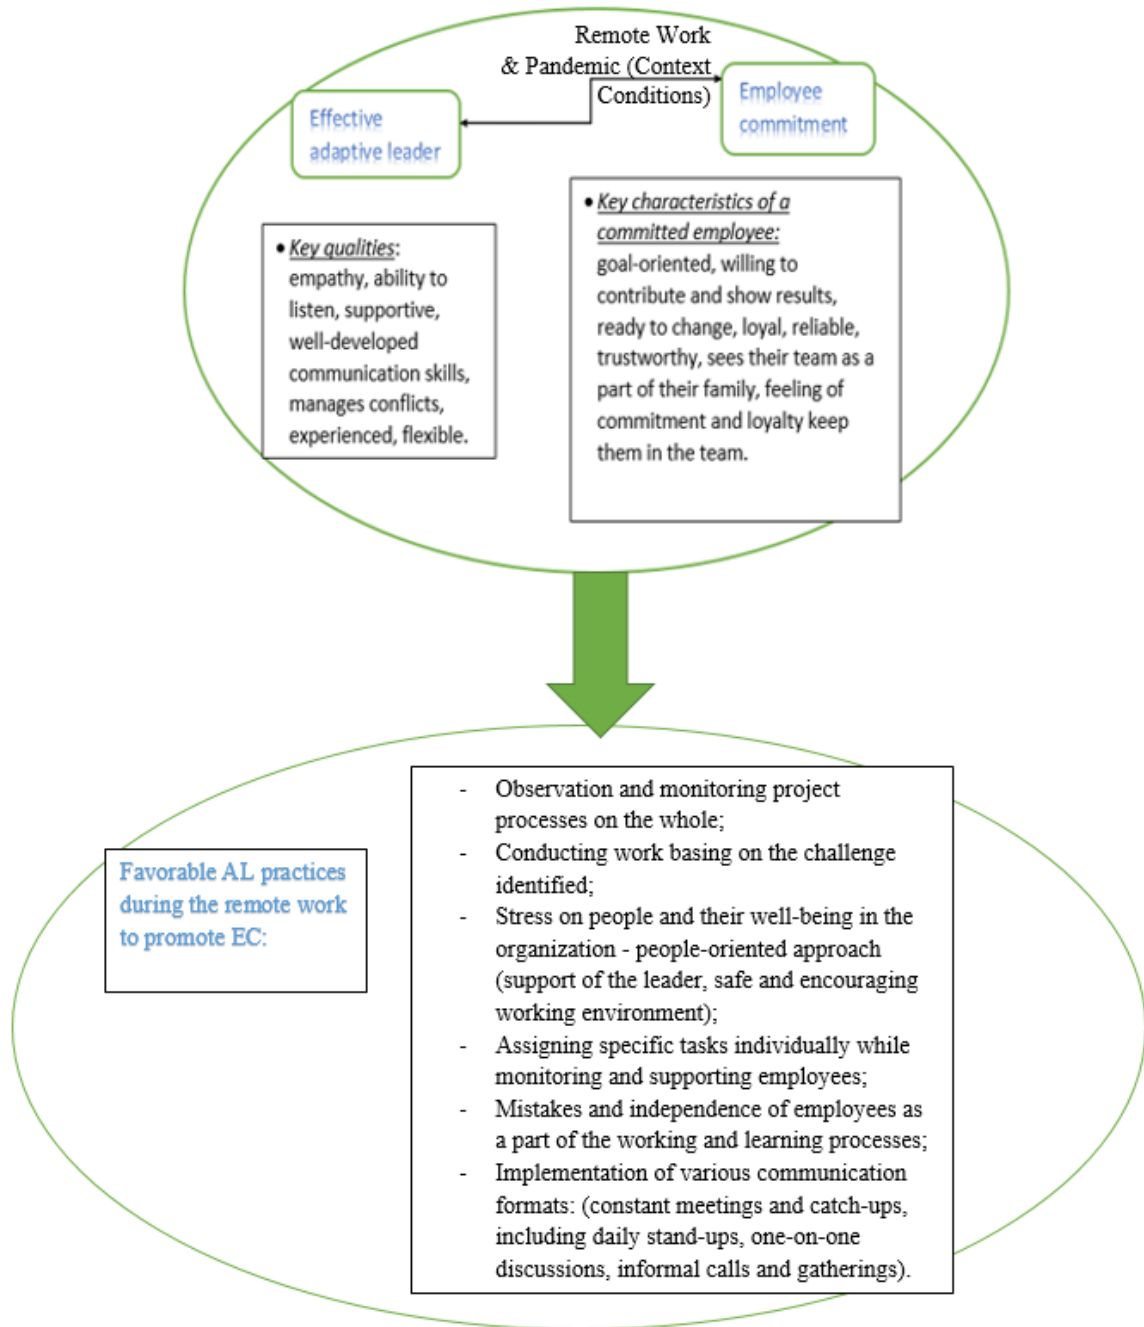 Remote Work
& Pandemic (Context
Conditions)
Effective
adaptive leader
Employee
commitment
• Key qualities:
empathy, ability to
listen, supportive,
well-developed
communication skills,
manages conflicts,
experienced, flexible.
• Key characteristics of a
committed employee:
goal-oriented, willing to
contribute and show results,
ready to change, loyal, reliable,
trustworthy, sees their team as a
part of their family, feeling of
commitment and loyalty keep
them in the team.
Favorable AL practices
during the remote work
to promote EC:
- Observation and monitoring project
processes on the whole;
- Conducting work basing on the challenge
identified;
- Stress on people and their well-being in the
organization - people-oriented approach
(support of the leader, safe and encouraging
working environment);
- Assigning specific tasks individually while
monitoring and supporting employees;
- Mistakes and independence of employees as
a part of the working and learning processes;
- Implementation of various communication
formats: (constant meetings and catch-ups,
including daily stand-ups, one-on-one
discussions, informal calls and gatherings).